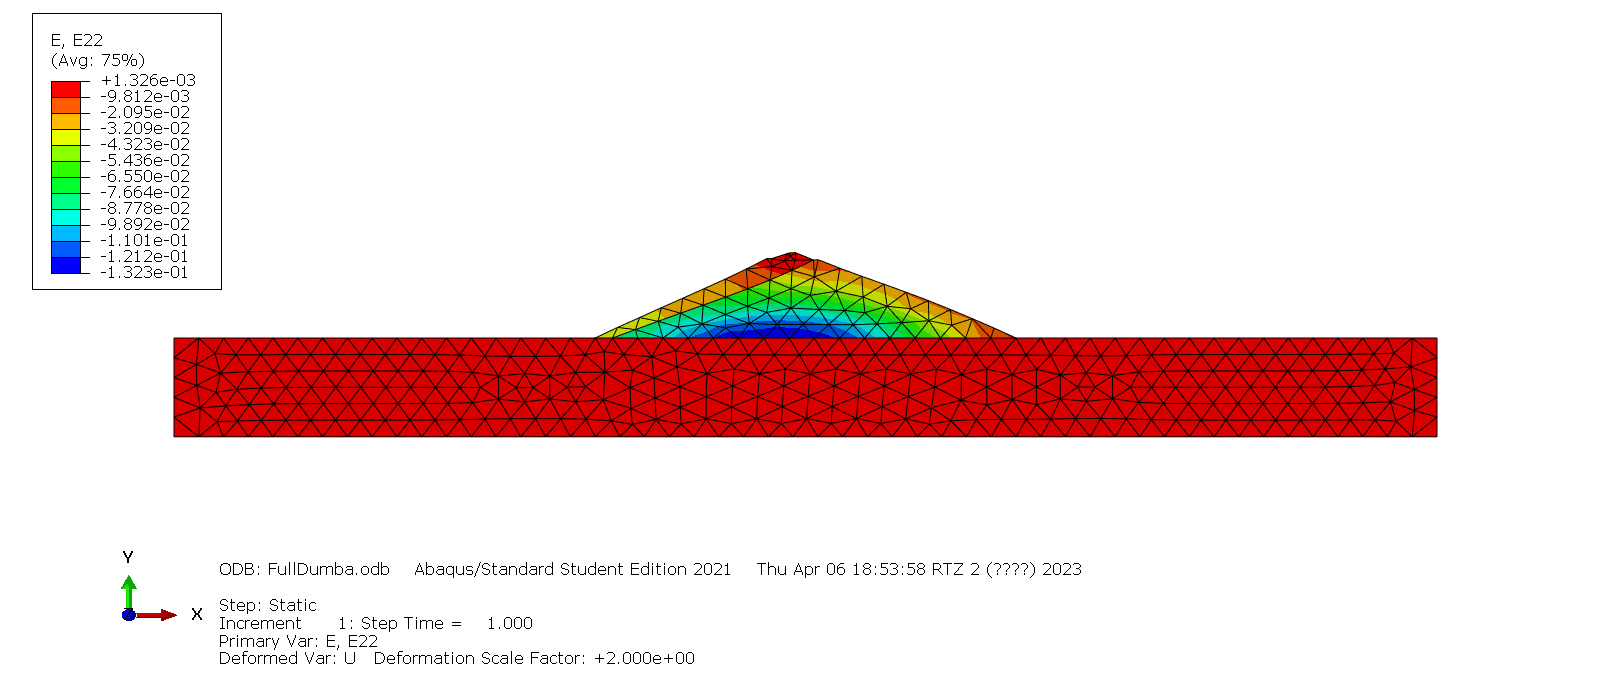 E, E22
(Avg: 75%)
+1.326e-03
-9.812e-03
-2.095e-02
-3.209e-02
-4.323e-02
-5.436e-02
-6.550e-02
-7.664e-02
-8.778e-02
-9.892e-02
-1.101e-01
-1.212e-01
-1.323e-01
Y
X
ODB: FullDumba.odb    Abaqus/Standard Student Edition 2021    Thu Apr 06 18:53:58 RTZ 2 (????) 2023
Step: Static
Increment    1: Step Time =    1.000
Primary Var: E, E22
Deformed Var: U   Deformation Scale Factor: +2.000e+00